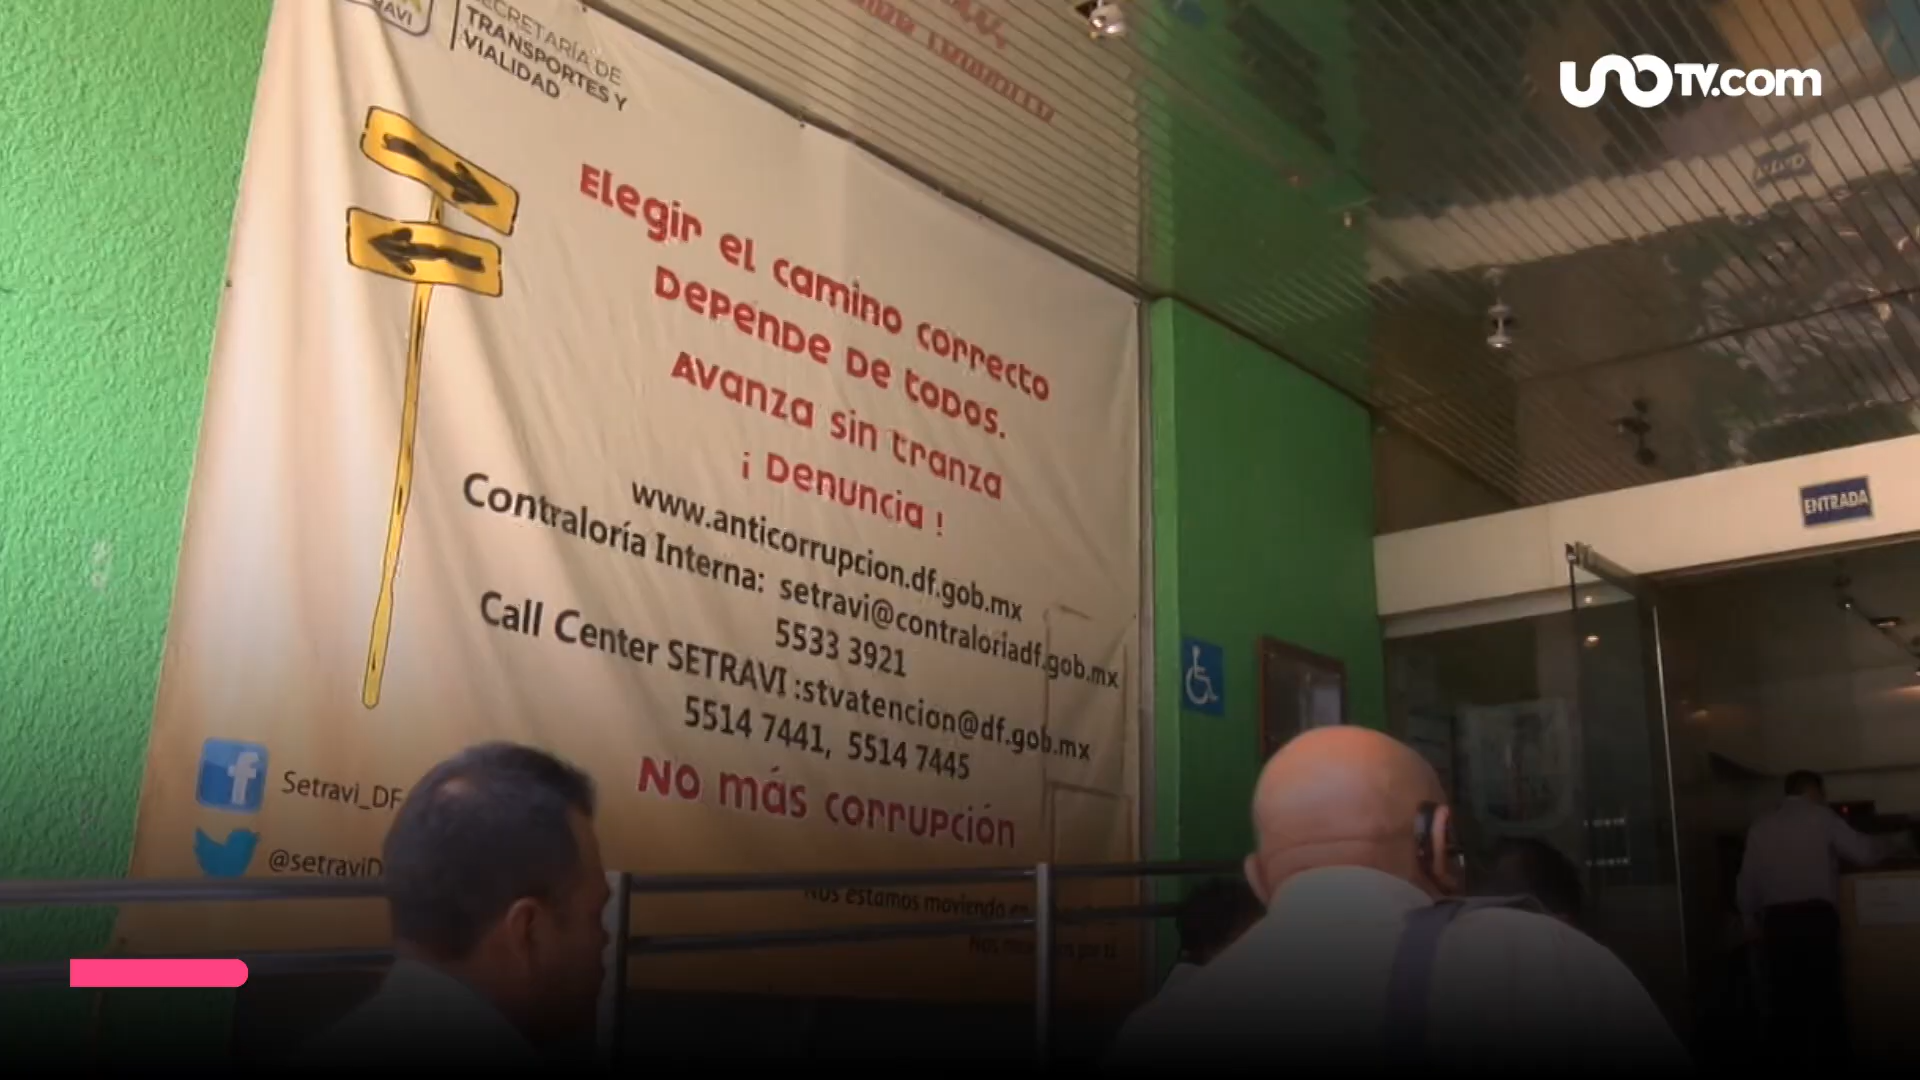 UNOTV.com
SECRETARÍA DE
TRANSPORTES Y
VIALIDAD
Elegir el camino correcto
Depende de todos.
Avanza sin tranza
¡ Denuncia !
www.anticorrupcion.df.gob.mx
Contraloría Interna: setravi@contraloriadf.gob.mx
5533 3921
Call Center SETRAVI :stvatencion@df.gob.mx
5514 7441, 5514 7445
No más corrupción
Setravi_DF
@setraviD
Nos estamos moviendo
ENTRADA